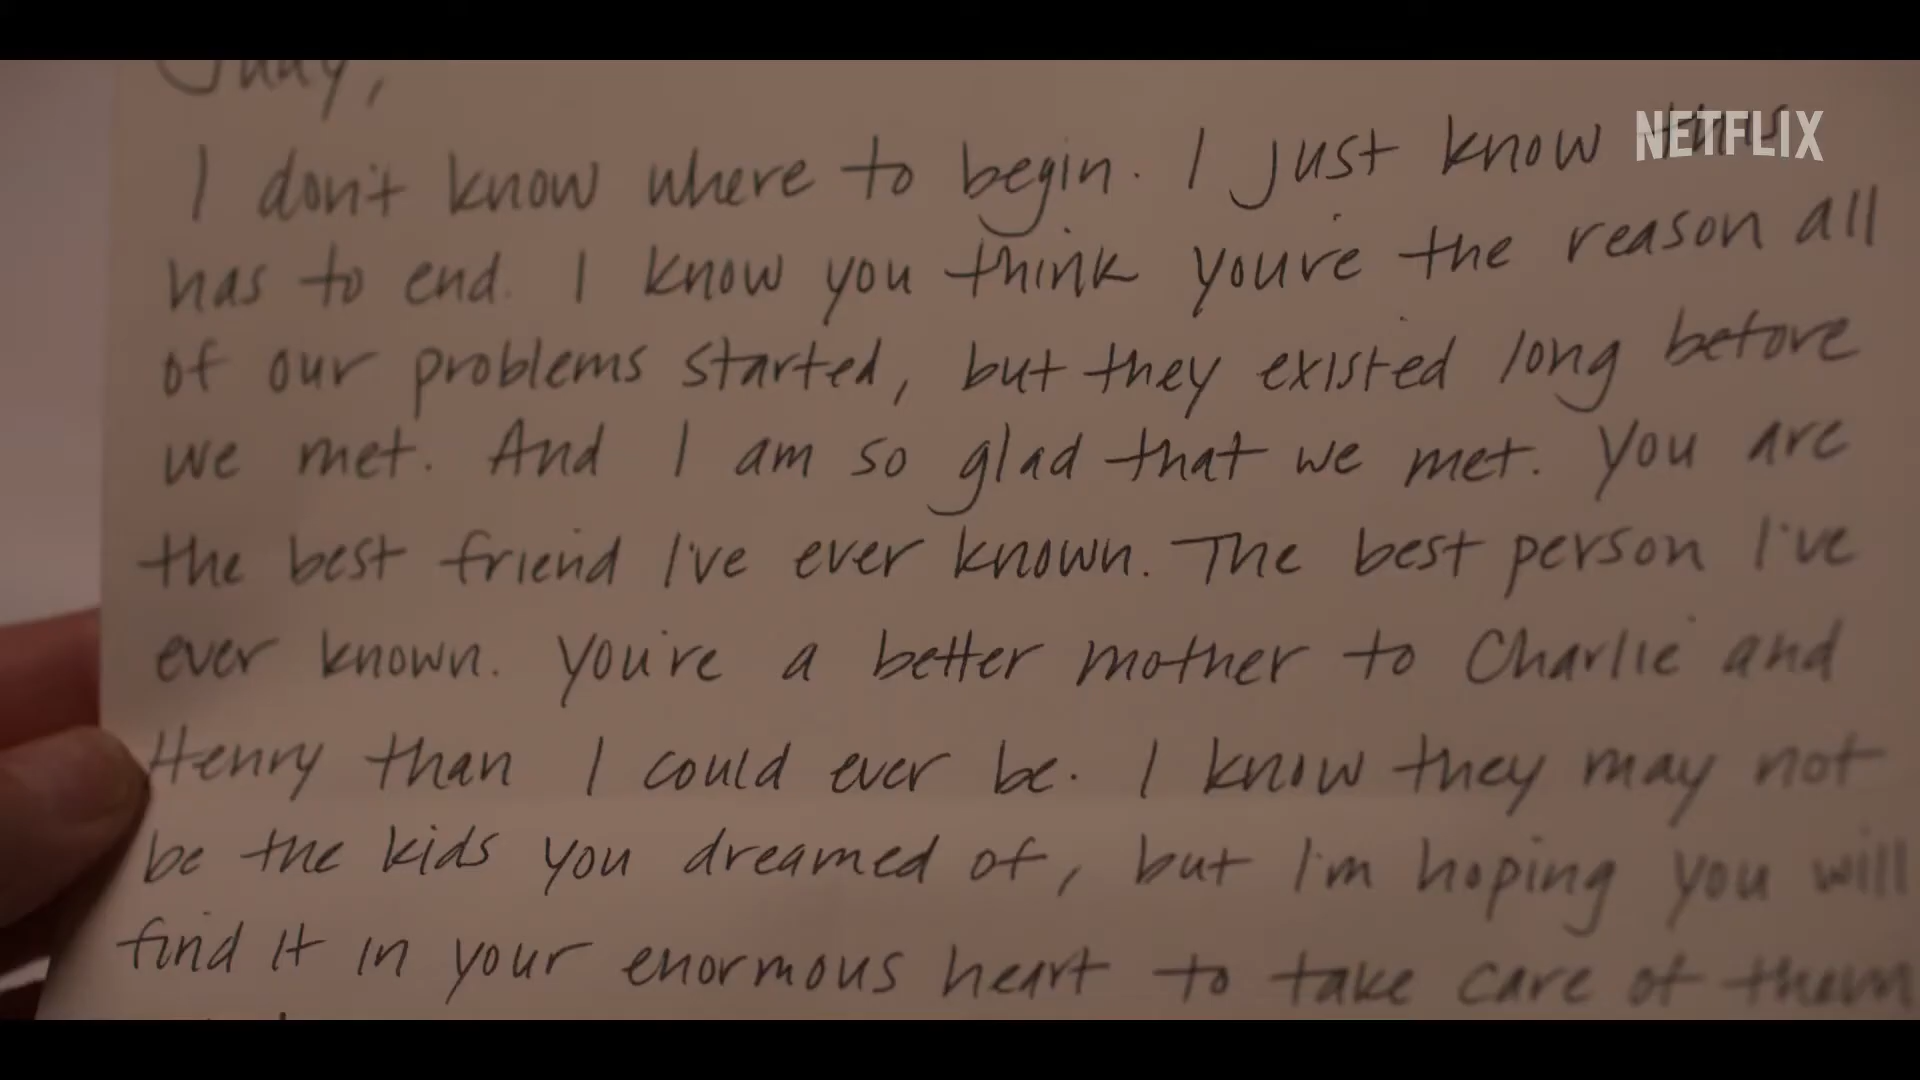 Judy,
NETFLIX
I don't know where to begin. I just know this
has to end. I know you think you're the reason all
of our problems started, but they existed long before
we met. And I am so glad that we met. You are
the best friend I've ever known. The best person I've
ever known. You're a better mother to Charlie and
Henry than I could ever be. I know they may not
be the kids you dreamed of, but I'm hoping you will
find it in your enormous heart to take care of them